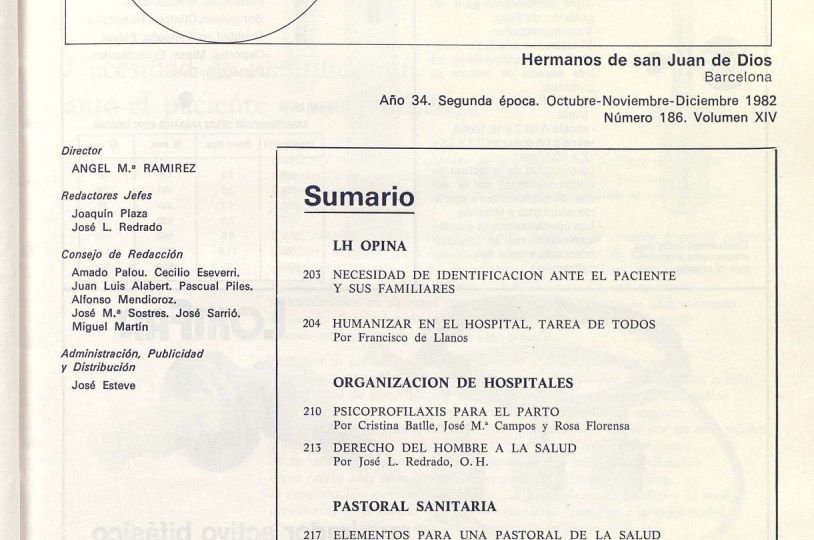 Hermanos de san Juan de Dios
Barcelona
Año 34. Segunda época. Octubre-Noviembre-Diciembre 1982
Número 186. Volumen XIV
Director
ANGEL M.ª RAMIREZ
Redactores Jefes
Joaquín Plaza
José L. Redrado
Consejo de Redacción
Amado Palou. Cecilio Eseverri.
Juan Luis Alabert. Pascual Piles.
Alfonso Mendioroz.
José M.ª Sostres. José Sarrió.
Miguel Martín
Administración, Publicidad
y Distribución
José Esteve
Sumario
LH OPINA
203 NECESIDAD DE IDENTIFICACION ANTE EL PACIENTE
Y SUS FAMILIARES
204 HUMANIZAR EN EL HOSPITAL, TAREA DE TODOS
Por Francisco de Llanos
ORGANIZACION DE HOSPITALES
210 PSICOPROFILAXIS PARA EL PARTO
Por Cristina Batlle, José M.ª Campos y Rosa Florensa
213 DERECHO DEL HOMBRE A LA SALUD
Por José L. Redrado, O. H.
PASTORAL SANITARIA
217 ELEMENTOS PARA UNA PASTORAL DE LA SALUD